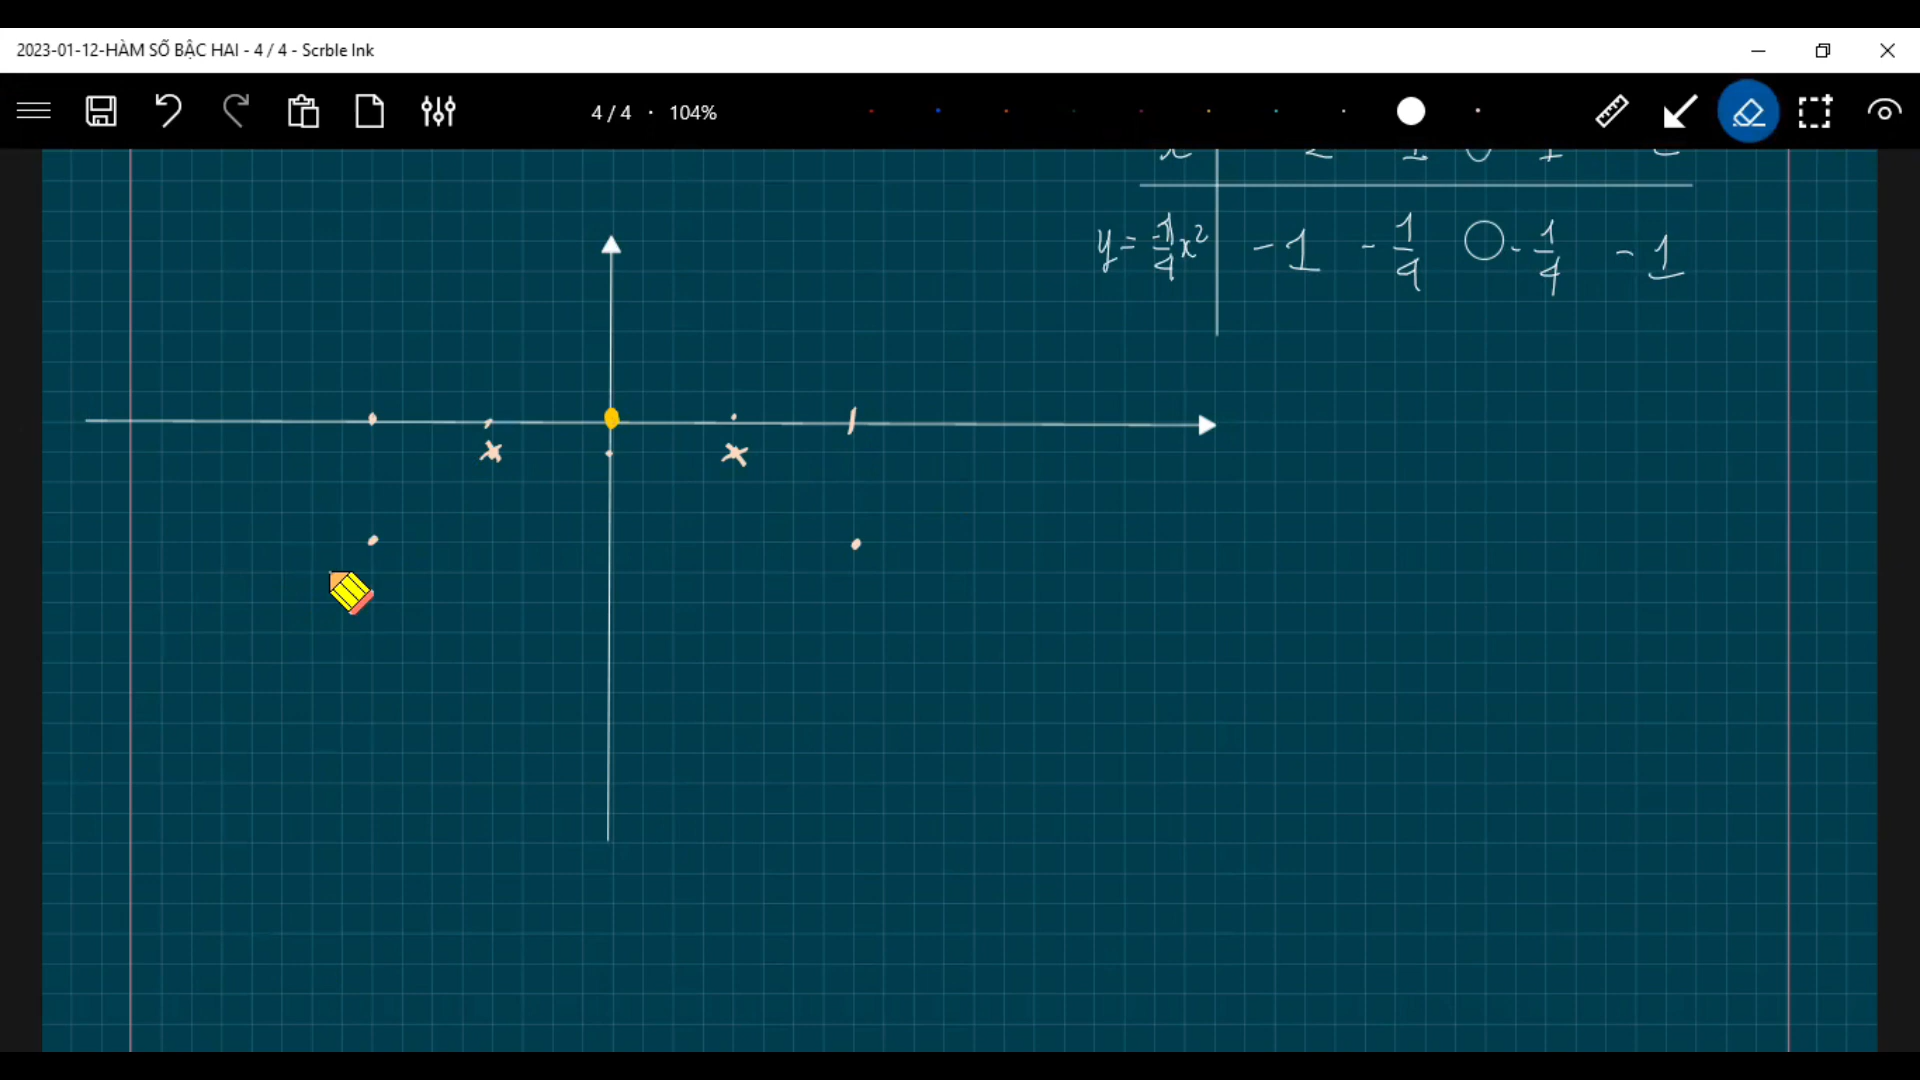 2023-01-12-HÀM SỐ BẬC HAI - 4 / 4 - Scrble Ink
4 / 4 · 104%
y = -1/4 x² | -1 -1/4 0 -1/4 -1